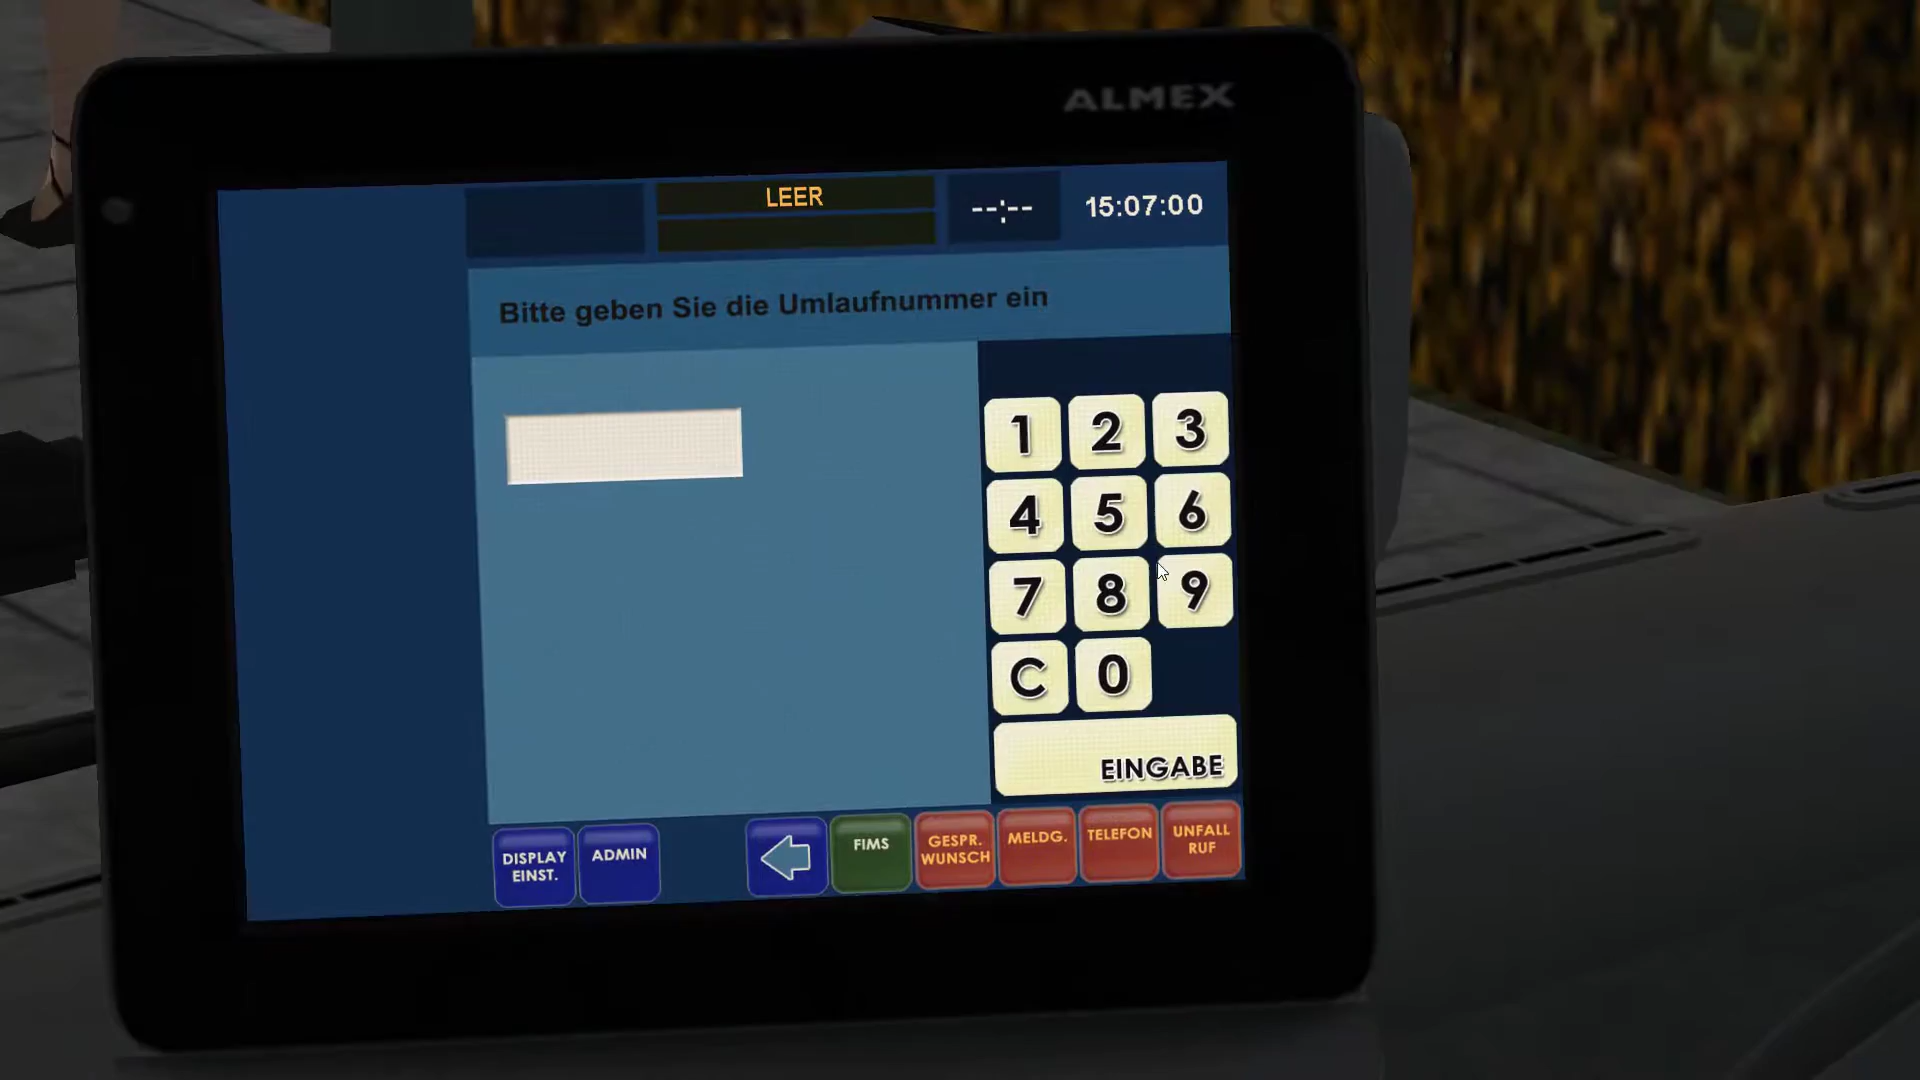 ALMEX
LEER
--:--
15:07:00
Bitte geben Sie die Umlaufnummer ein
1 2 3
4 5 6
7 8 9
C 0
EINGABE
DISPLAY
EINST.
ADMIN
FIMS
GESPR.
WUNSCH
MELDG.
TELEFON
UNFALL
RUF